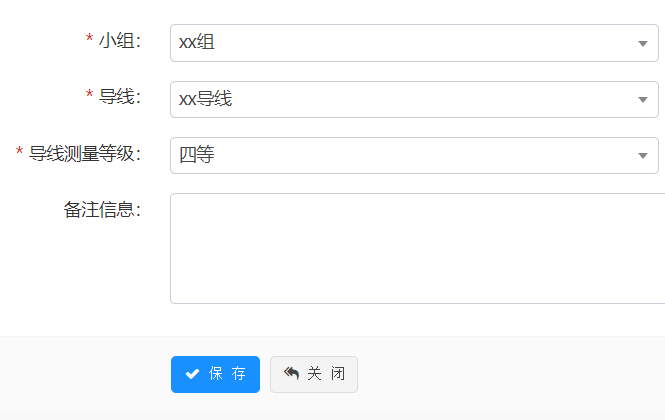 * 小组： xx组
* 导线： xx导线
* 导线测量等级： 四等
备注信息：
保 存 关 闭